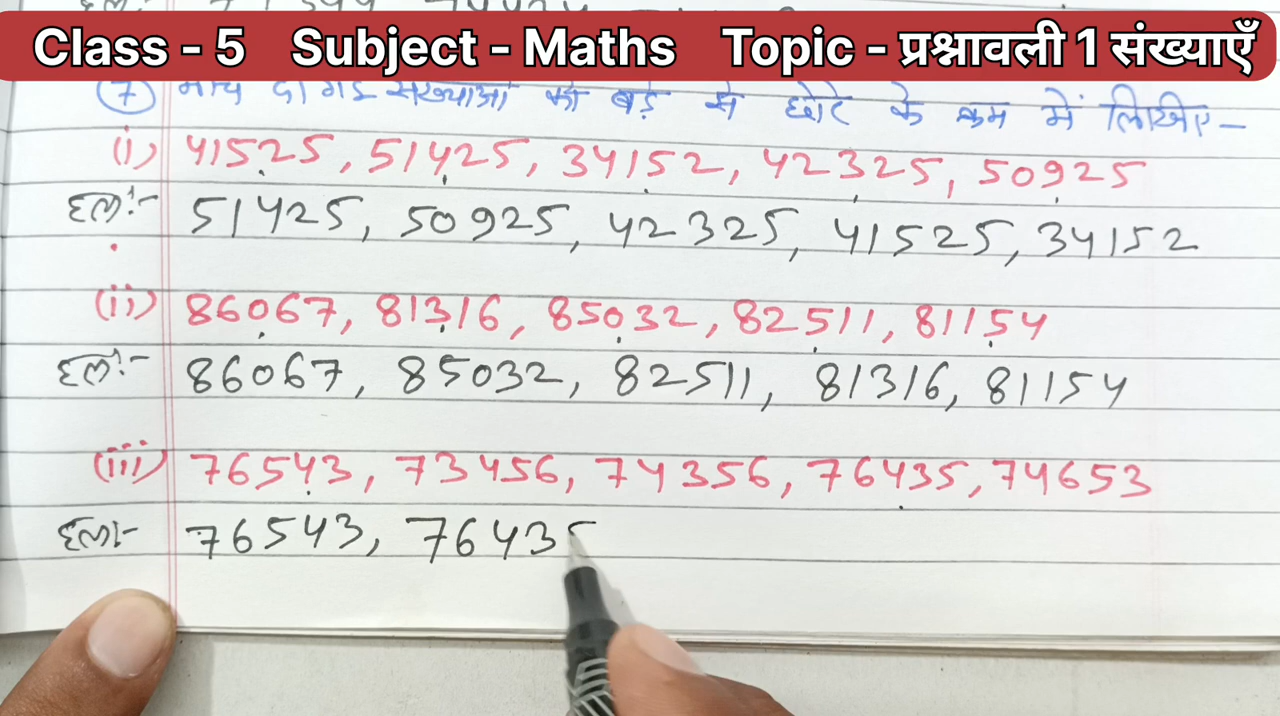 Class - 5 Subject - Maths Topic - प्रश्नावली 1 संख्याएँ
(7) नीचे दी गई संख्याओं को बड़े से छोटे के क्रम में लिखिए-
(i) 41525, 51425, 34152, 42325, 50925
हलः- 51425, 50925, 42325, 41525, 34152
(ii) 86067, 81316, 85032, 82511, 81154
हलः- 86067, 85032, 82511, 81316, 81154
(iii) 76543, 73456, 74356, 76435, 74653
हलः- 76543, 76435